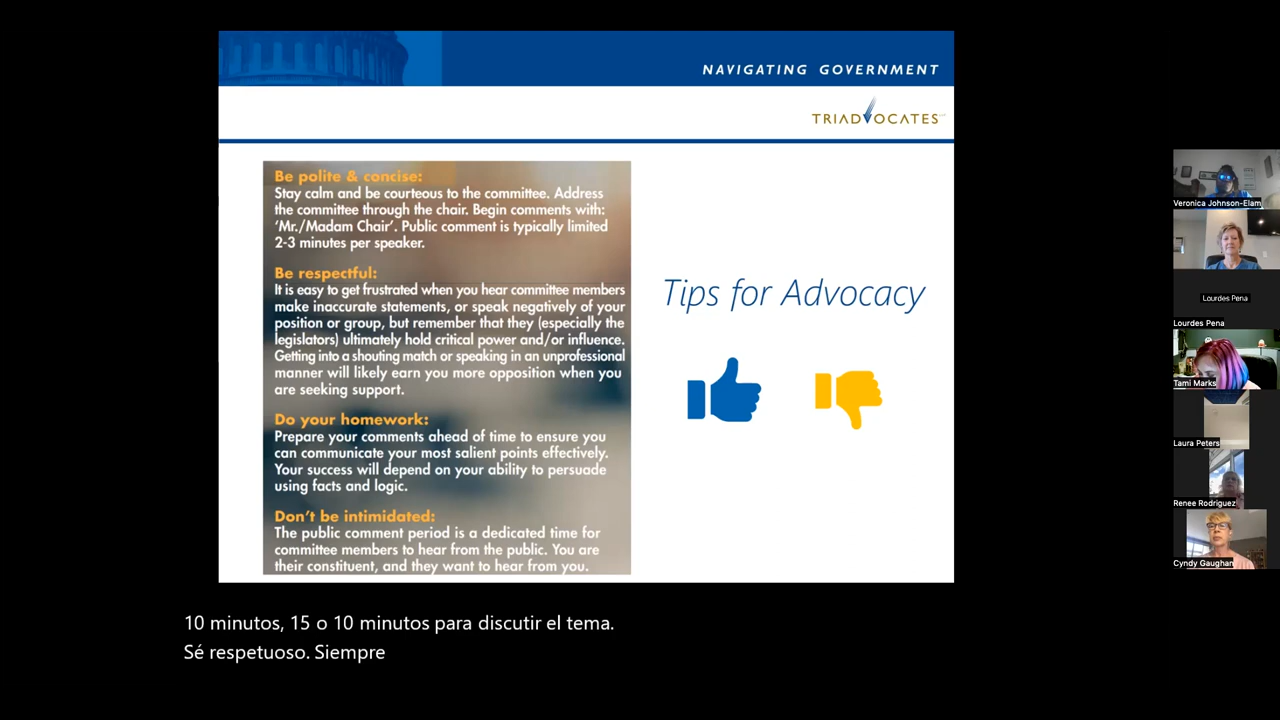 NAVIGATING GOVERNMENT
TRIADVOCATES
Be polite & concise:
Stay calm and be courteous to the committee. Address
the committee through the chair. Begin comments with:
‘Mr./Madam Chair’. Public comment is typically limited
2-3 minutes per speaker.
Be respectful:
It is easy to get frustrated when you hear committee members
make inaccurate statements, or speak negatively of your
position or group, but remember that they (especially the
legislators) ultimately hold critical power and/or influence.
Getting into a shouting match or speaking in an unprofessional
manner will likely earn you more opposition when you
are seeking support.
Do your homework:
Prepare your comments ahead of time to ensure you
can communicate your most salient points effectively.
Your success will depend on your ability to persuade
using facts and logic.
Don’t be intimidated:
The public comment period is a dedicated time for
committee members to hear from the public. You are
their constituent, and they want to hear from you.
Tips for Advocacy
Veronica Johnson-Elam
Lourdes Pena
Lourdes Pena
Tami Marks
Laura Peters
Renee Rodriguez
Cyndy Gaughan
10 minutos, 15 o 10 minutos para discutir el tema.
Sé respetuoso. Siempre